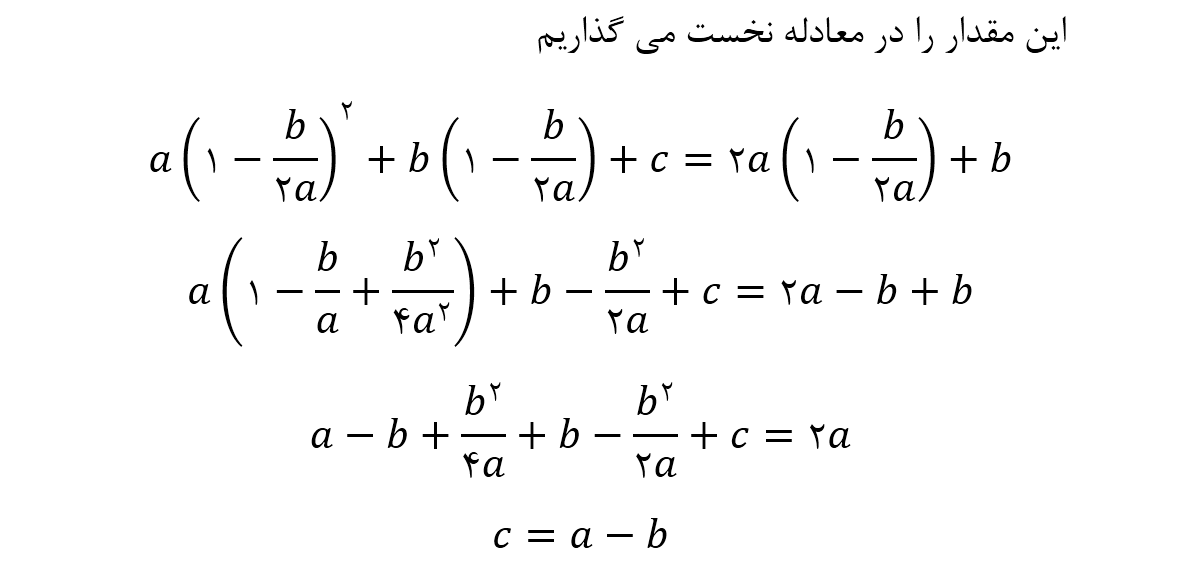 این مقدار را در معادله نخست می گذاریم
a(۱ − b/۲a)^۲ + b(۱ − b/۲a) + c = ۲a(۱ − b/۲a) + b
a(۱ − b/a + b^۲/۴a^۲) + b − b^۲/۲a + c = ۲a − b + b
a − b + b^۲/۴a + b − b^۲/۲a + c = ۲a
c = a − b